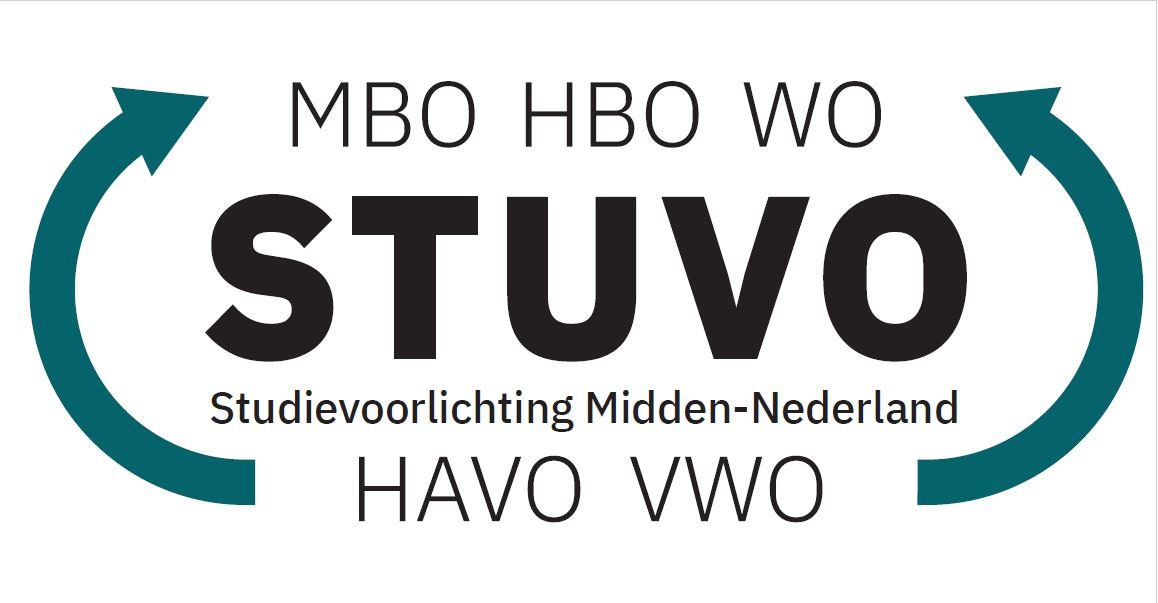 MBO HBO WO
STUVO
Studievoorlichting Midden-Nederland
HAVO VWO